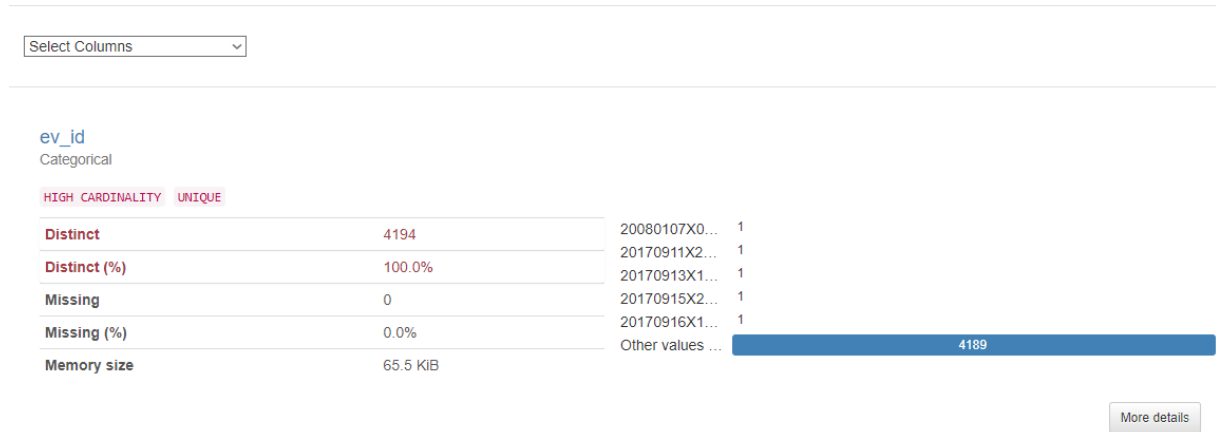 Select Columns
ev_id
Categorical
HIGH CARDINALITY UNIQUE
Distinct 4194
Distinct (%) 100.0%
Missing 0
Missing (%) 0.0%
Memory size 65.5 KiB
20080107X0... 1
20170911X2... 1
20170913X1... 1
20170915X2... 1
20170916X1... 1
Other values ... 4189
More details